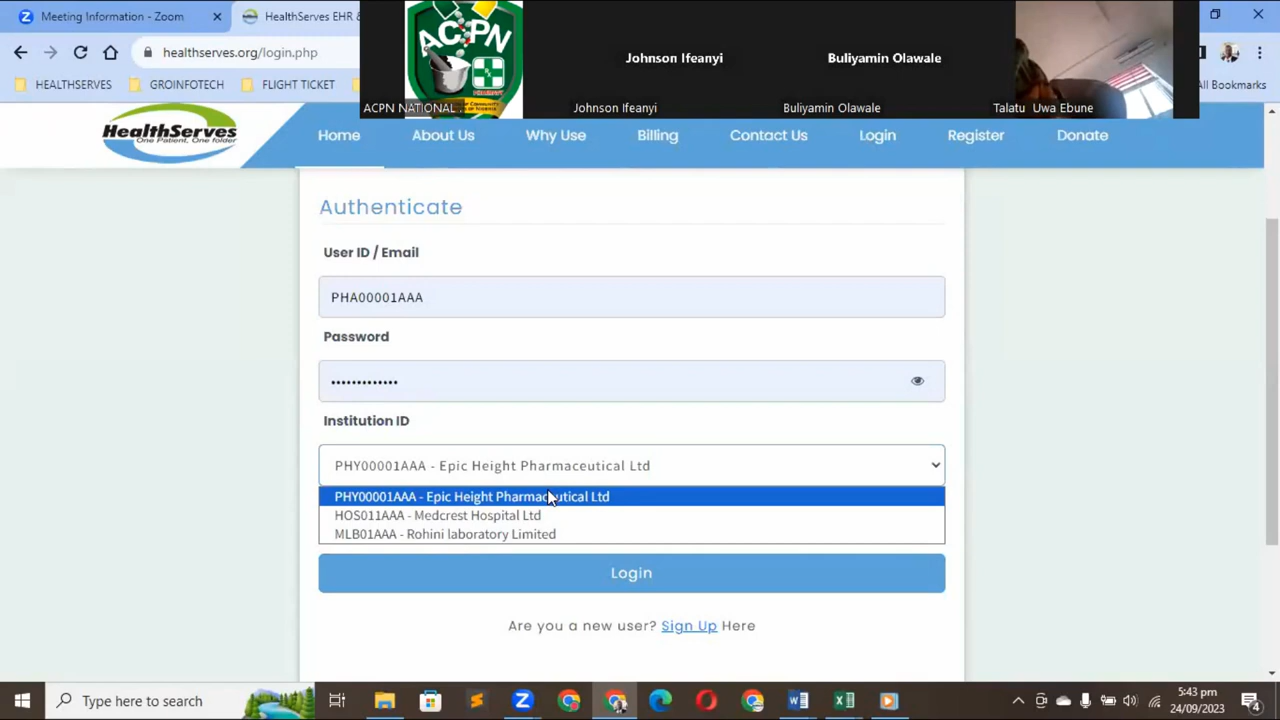 Meeting Information - Zoom
HealthServes EHR &
healthserves.org/login.php
HEALTHSERVES
GROINFOTECH
FLIGHT TICKET
All Bookmarks
ACPN
ACPN NATIONAL
Johnson Ifeanyi
Johnson Ifeanyi
Buliyamin Olawale
Buliyamin Olawale
Talatu Uwa Ebune
HealthServes
One Patient, One folder
Home
About Us
Why Use
Billing
Contact Us
Login
Register
Donate
Authenticate
User ID / Email
PHA00001AAA
Password
•••••••••••••
Institution ID
PHY00001AAA - Epic Height Pharmaceutical Ltd
PHY00001AAA - Epic Height Pharmaceutical Ltd
HOS011AAA - Medcrest Hospital Ltd
MLB01AAA - Rohini laboratory Limited
Login
Are you a new user? Sign Up Here
Type here to search
5:43 pm
24/09/2023
4